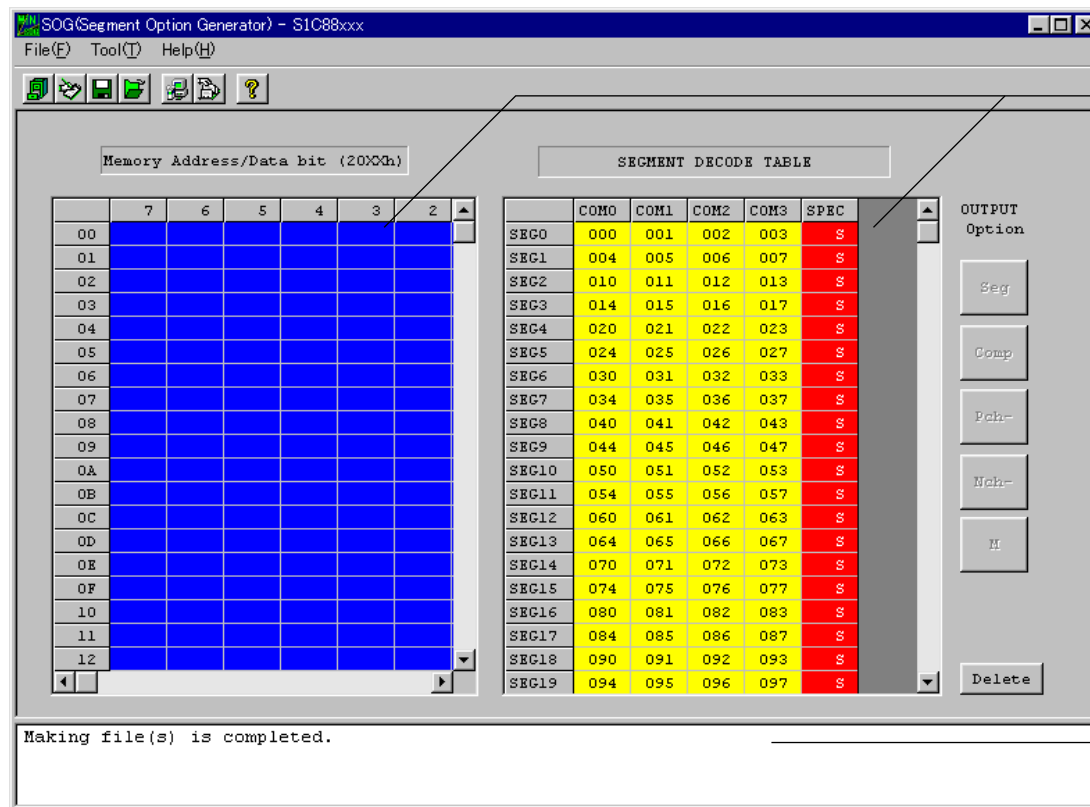 SOG(Segment Option Generator) - S1C88xxx
File(F) Tool(T) Help(H)
Memory Address/Data bit (20XXh)
SEGMENT DECODE TABLE
7 6 5 4 3 2
00
01
02
03
04
05
06
07
08
09
0A
0B
0C
0D
0E
0F
10
11
12
COM0 COM1 COM2 COM3 SPEC
SEG0 000 001 002 003 S
SEG1 004 005 006 007 S
SEG2 010 011 012 013 S
SEG3 014 015 016 017 S
SEG4 020 021 022 023 S
SEG5 024 025 026 027 S
SEG6 030 031 032 033 S
SEG7 034 035 036 037 S
SEG8 040 041 042 043 S
SEG9 044 045 046 047 S
SEG10 050 051 052 053 S
SEG11 054 055 056 057 S
SEG12 060 061 062 063 S
SEG13 064 065 066 067 S
SEG14 070 071 072 073 S
SEG15 074 075 076 077 S
SEG16 080 081 082 083 S
SEG17 084 085 086 087 S
SEG18 090 091 092 093 S
SEG19 094 095 096 097 S
OUTPUT
Option
Seg
Comp
Pch-
Nch-
M
Delete
Making file(s) is completed.